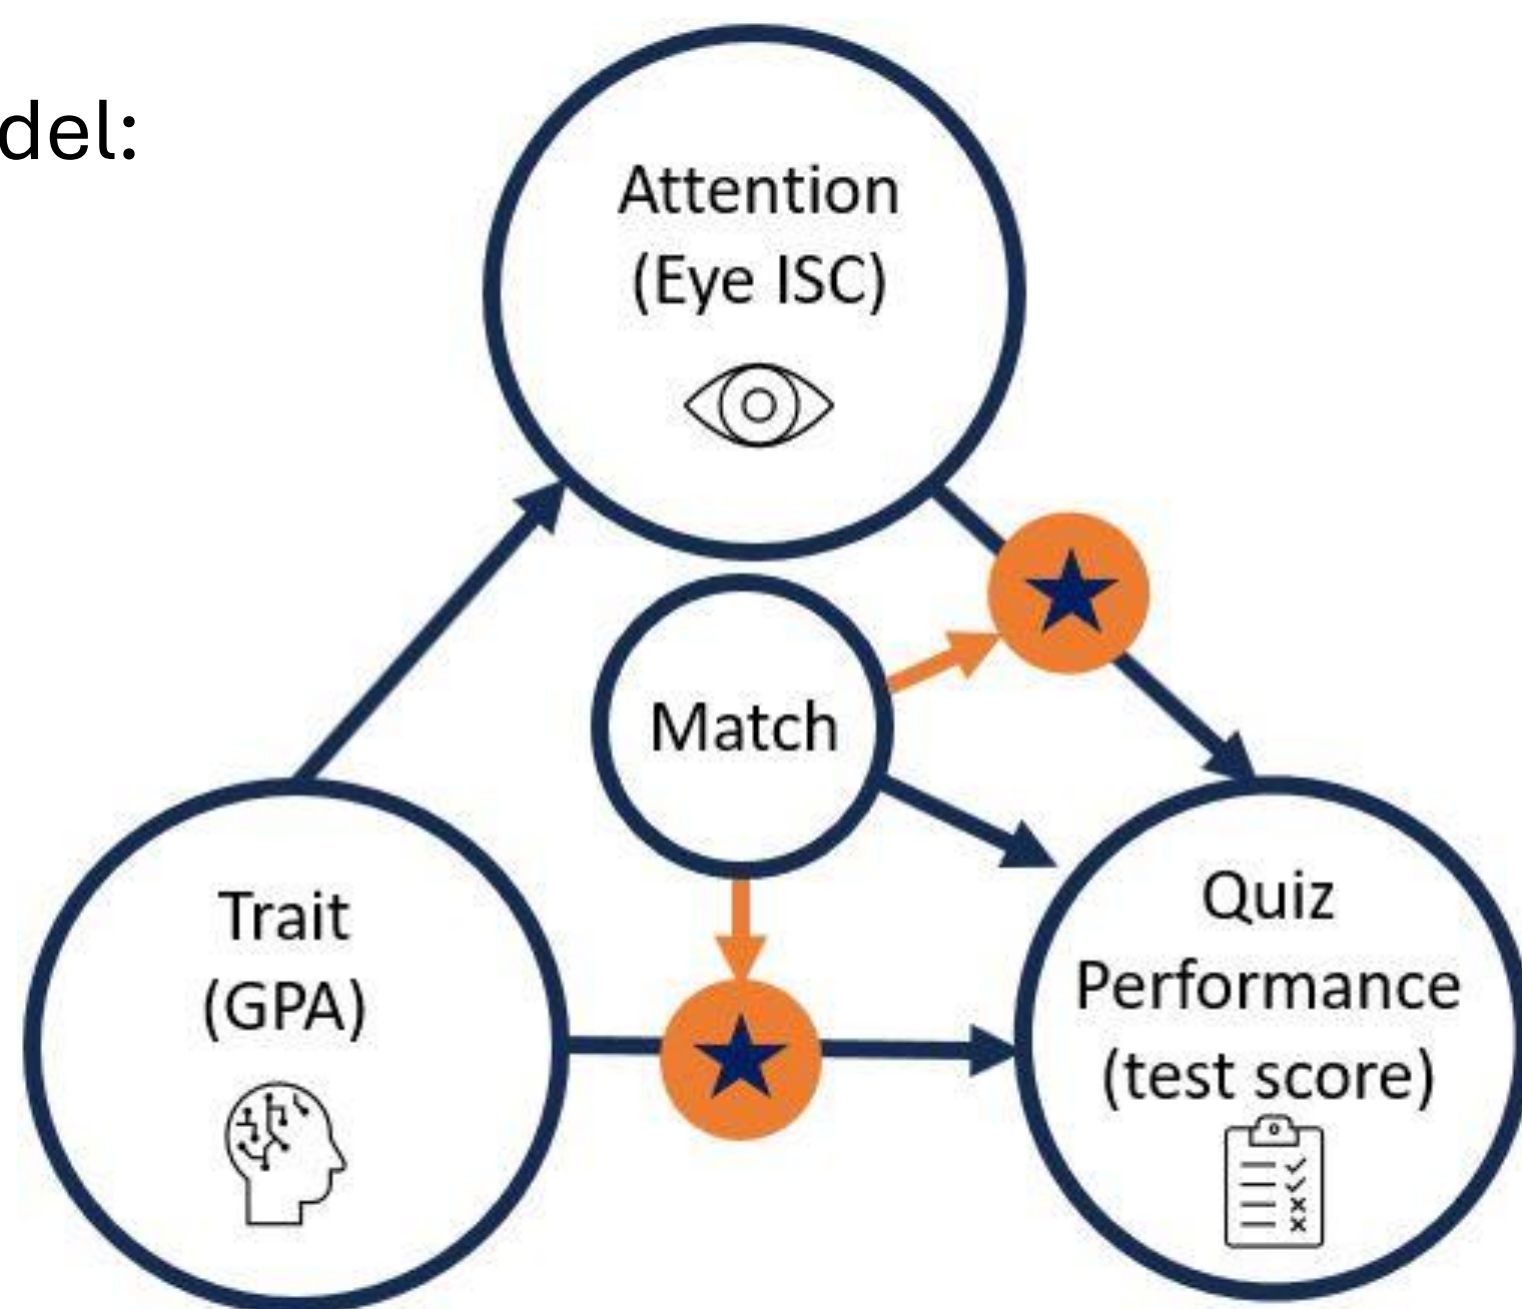 del:
Attention
(Eye ISC)
Match
Trait
(GPA)
Quiz
Performance
(test score)